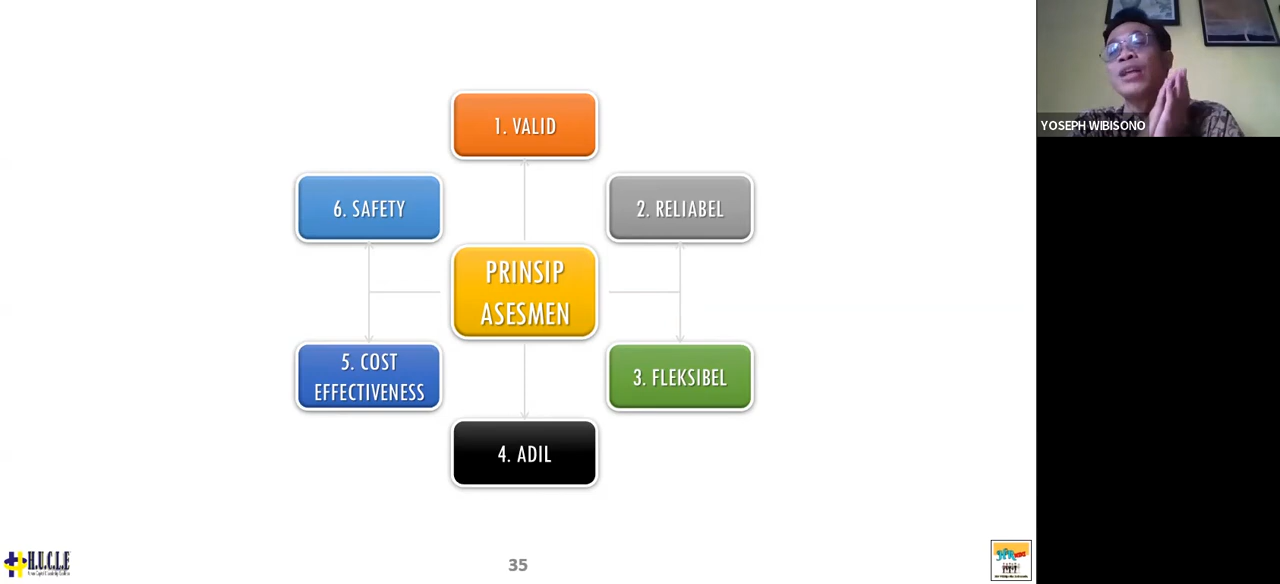 1. VALID
6. SAFETY
2. RELIABEL
PRINSIP
ASESMEN
5. COST
EFFECTIVENESS
3. FLEKSIBEL
4. ADIL
H.U.C.L.E
35
YOSEPH WIBISONO